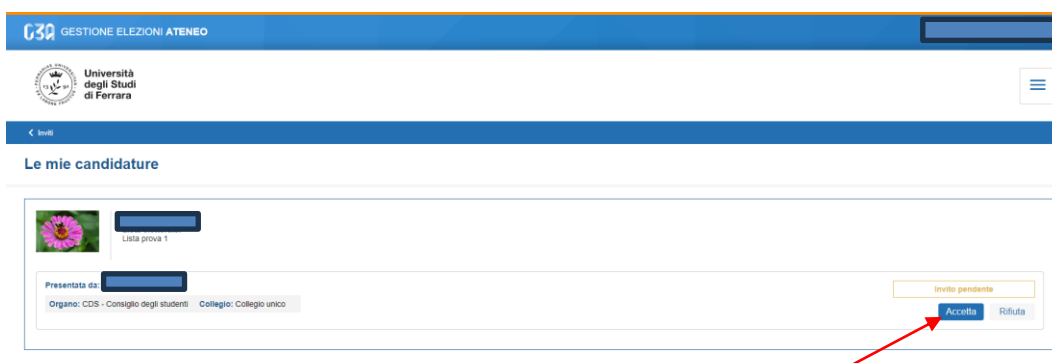 G3A GESTIONE ELEZIONI ATENEO
Università
degli Studi
di Ferrara
Inviti
Le mie candidature
Lista prova 1
Presentata da:
Invito pendente
Organo: CDS - Consiglio degli studenti Collegio: Collegio unico
Accetta Rifiuta